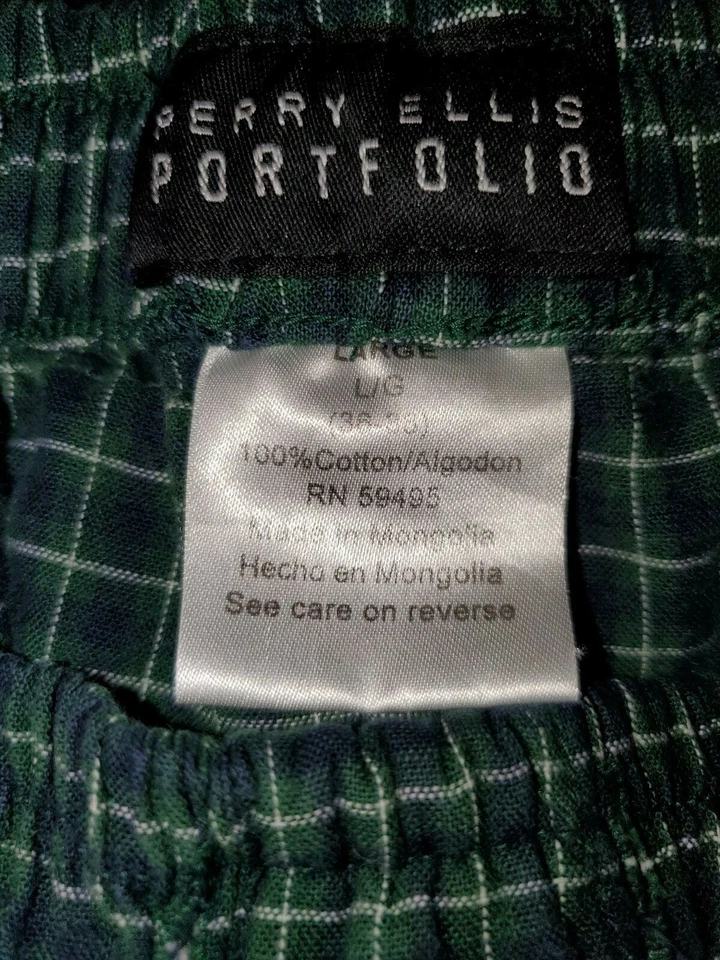 PERRY ELLIS
PORTFOLIO
LARGE
L/G
100%Cotton/Algodon
RN 59495
Made in Mongolia
Hecho en Mongolia
See care on reverse